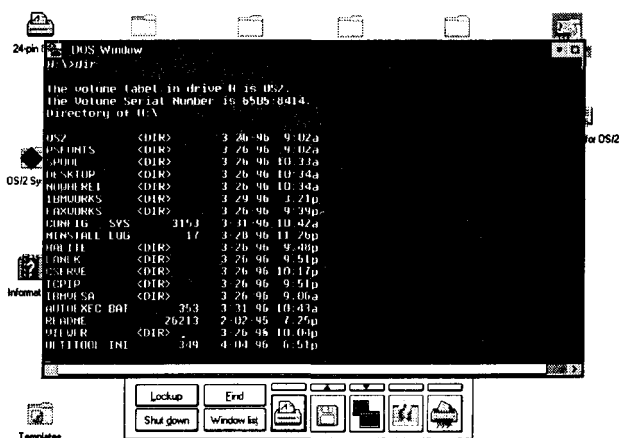 24-pin
DOS Window
H:\>dir
The volume label in drive H is OS2.
The Volume Serial Number is 6505:8414.
Directory of H:\
OS2 <DIR> 3-26-96 9:02a
PSFONTS <DIR> 3-26-96 9:02a
SPOOL <DIR> 3-26-96 10:33a
DESKTOP <DIR> 3-26-96 10:34a
NOWHERE1 <DIR> 3-26-96 10:34a
IBMWORKS <DIR> 3-29-96 3:21p
FAXWORKS <DIR> 3-26-96 9:39p
CONFIG SYS 3153 3-31-96 10:42a
MINSTALL LOG 17 3-28-96 11:26p
HALITE <DIR> 3-26-96 9:48p
LANLK <DIR> 3-26-96 9:51p
CSERVE <DIR> 3-26-96 10:17p
TCPIP <DIR> 3-26-96 9:51p
IBMVESA <DIR> 3-26-96 9:06a
AUTOEXEC BAT 353 3-31-96 10:43a
README 26213 2-02-95 7:25p
VIEWER <DIR> 3-26-96 10:04p
DETITOOL INI 349 4-04-96 6:51p
for OS/2
OS/2 Sy
Informat
Lockup
Find
Shut down
Window list
Templates